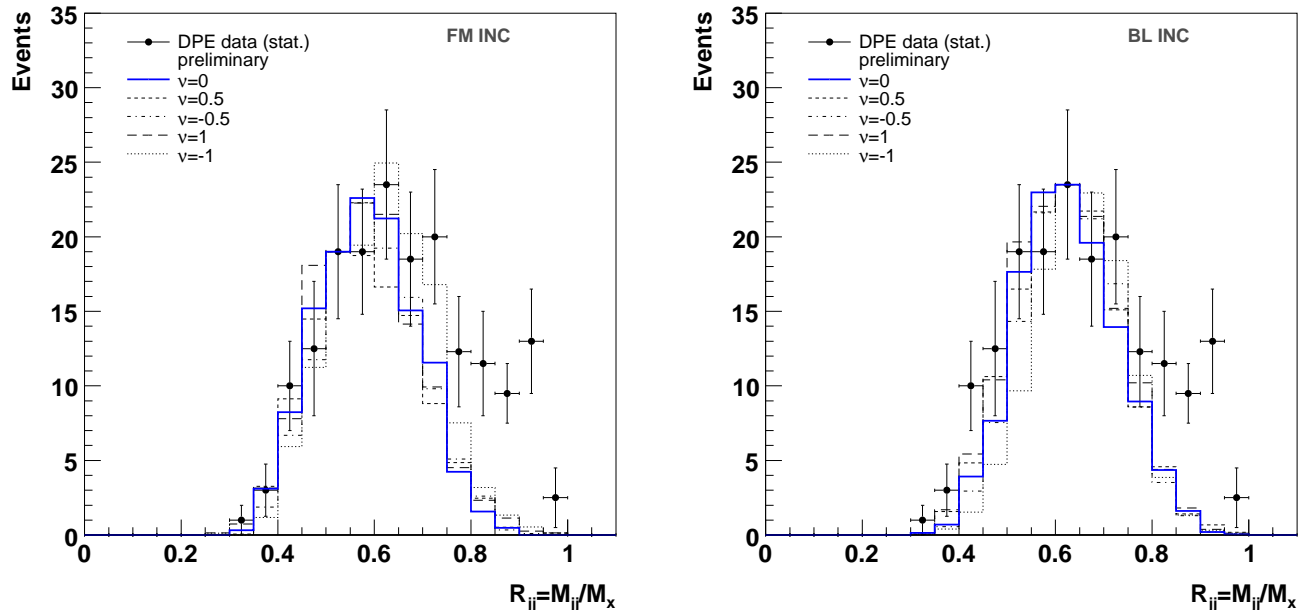 Events
35
30
25
20
15
10
5
0
FM INC
DPE data (stat.)
preliminary
ν=0
ν=0.5
ν=-0.5
ν=1
ν=-1
0 0.2 0.4 0.6 0.8 1
R_jj=M_jj/M_x
Events
35
30
25
20
15
10
5
0
BL INC
DPE data (stat.)
preliminary
ν=0
ν=0.5
ν=-0.5
ν=1
ν=-1
0 0.2 0.4 0.6 0.8 1
R_jj=M_jj/M_x